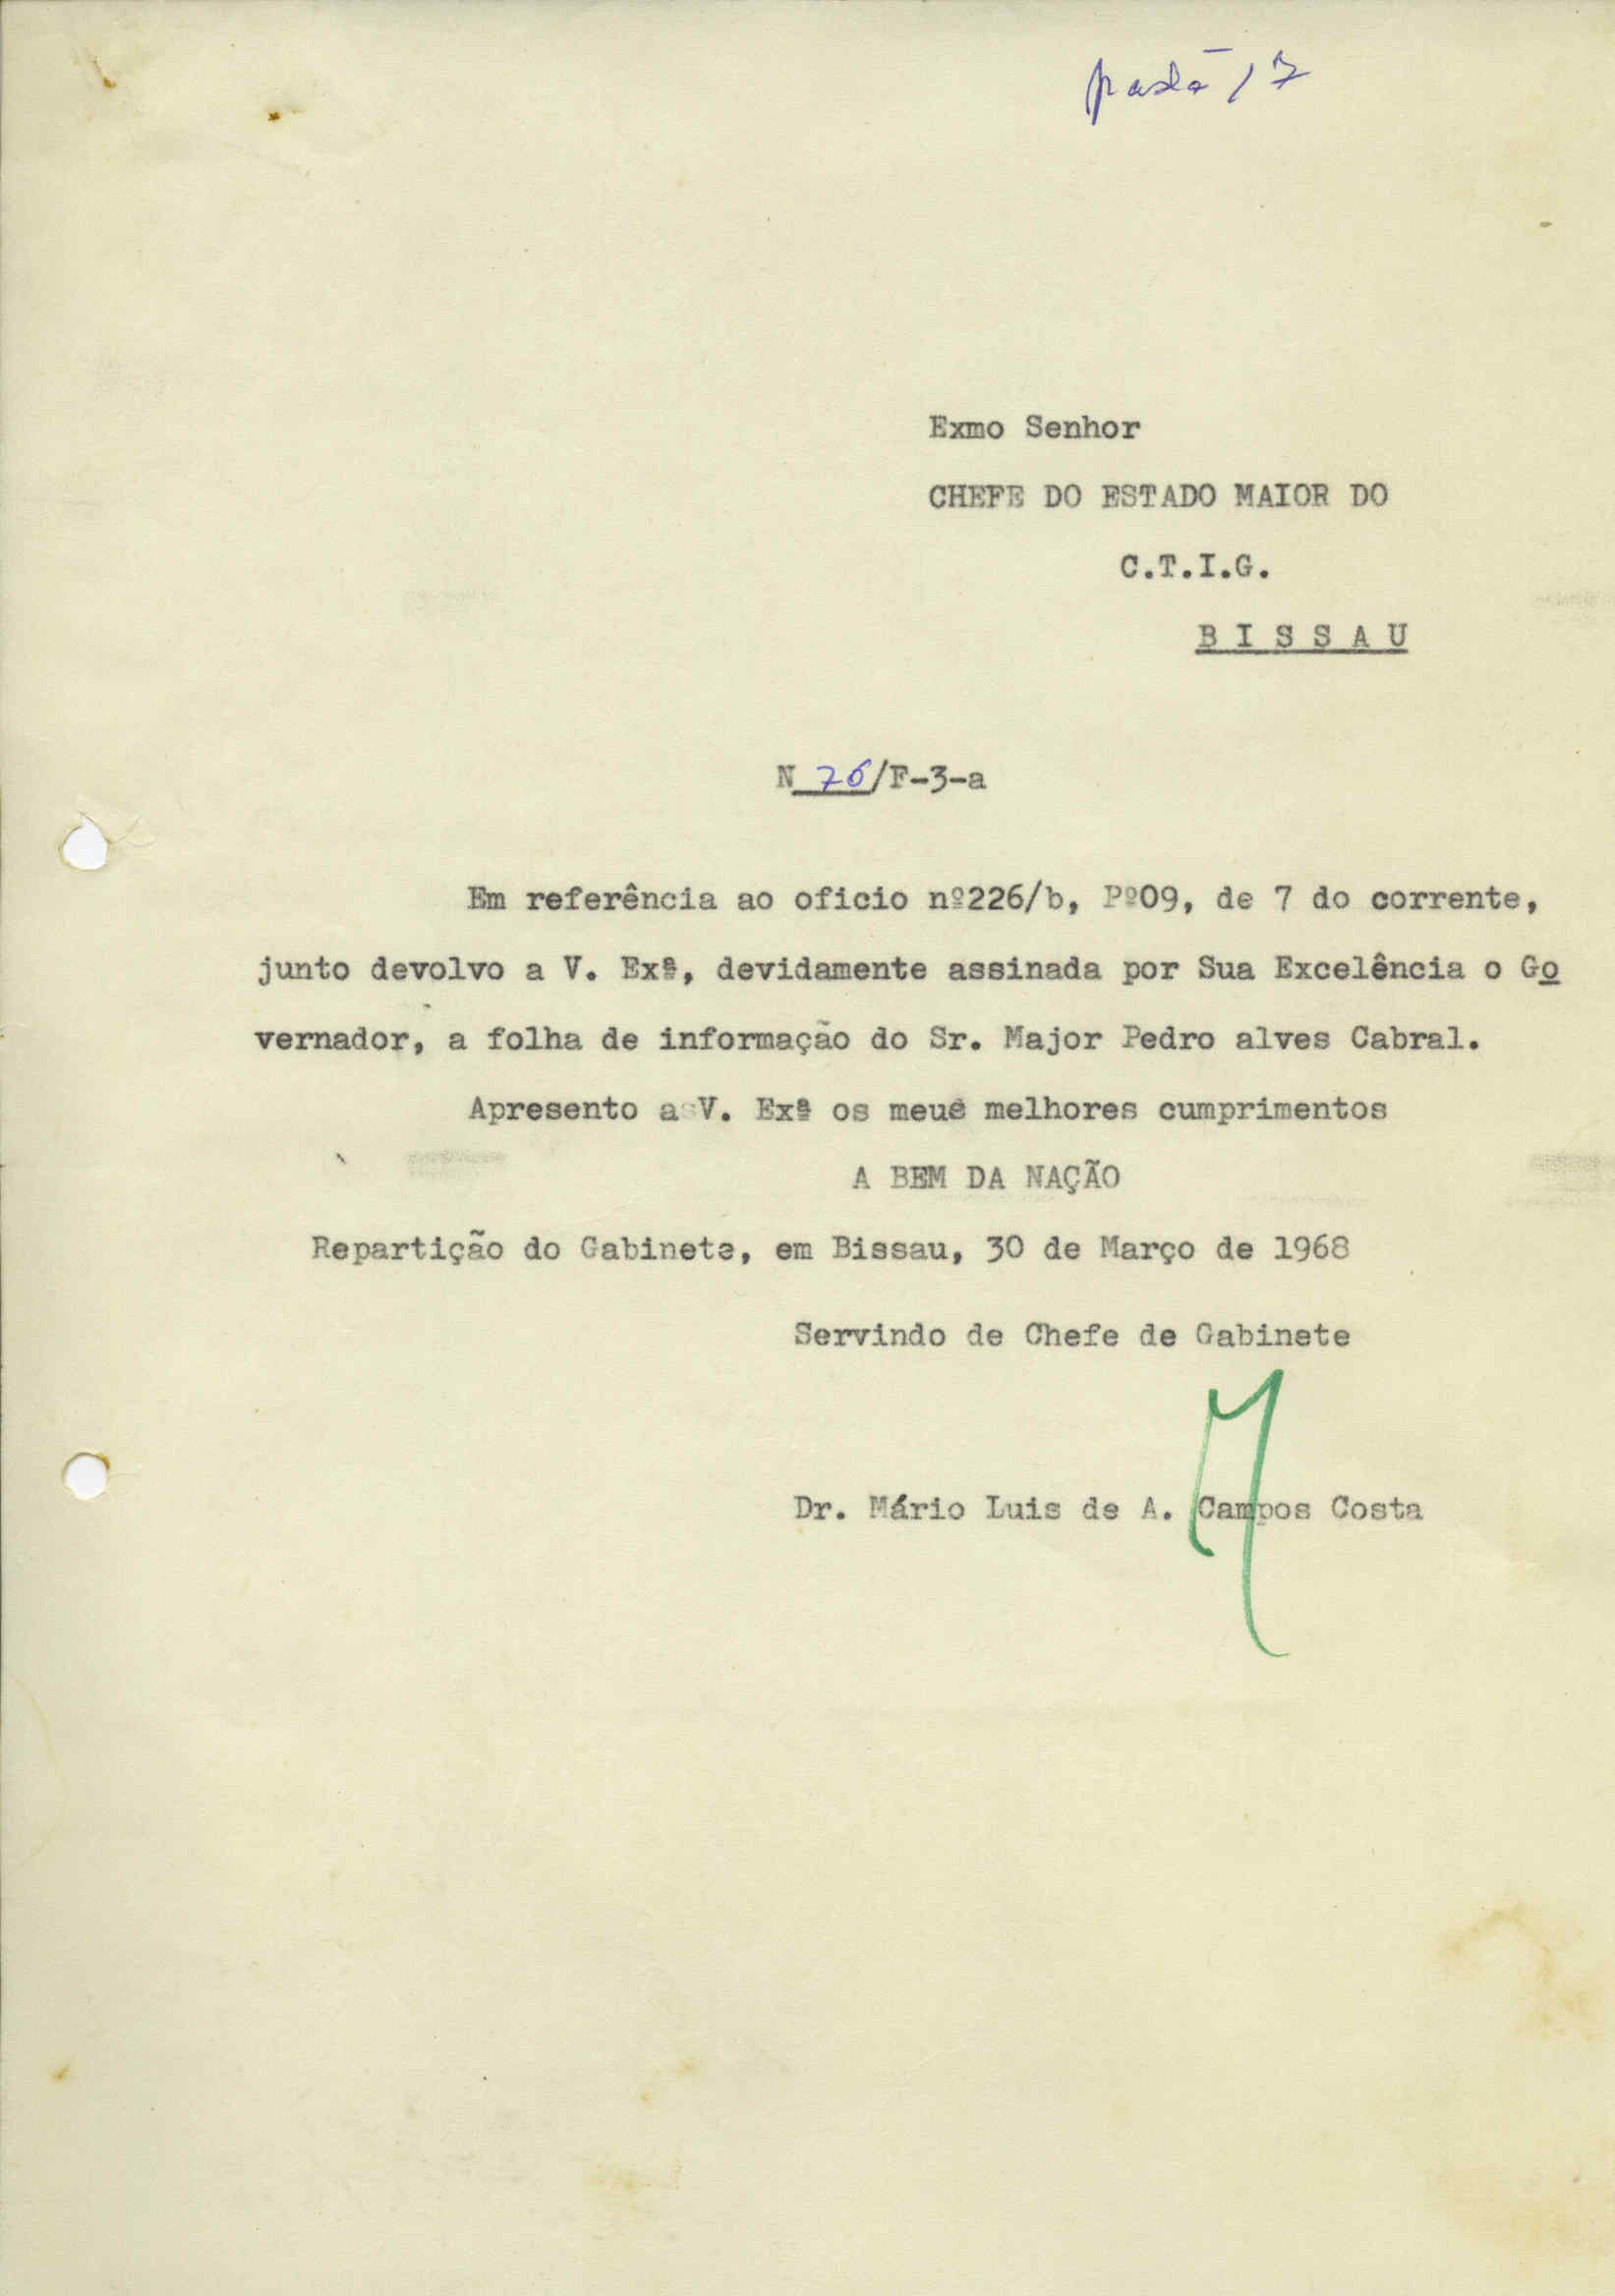 pasta 17
Exmo Senhor
CHEFE DO ESTADO MAIOR DO
C.T.I.G.
B I S S A U
N 76/F-3-a
Em referência ao oficio nº226/b, Pº09, de 7 do corrente,
junto devolvo a V. Exª, devidamente assinada por Sua Excelência o Go
vernador, a folha de informação do Sr. Major Pedro alves Cabral.
Apresento a V. Exª os meus melhores cumprimentos
A BEM DA NAÇÃO
Repartição do Gabinete, em Bissau, 30 de Março de 1968
Servindo de Chefe de Gabinete
Dr. Mário Luis de A. Campos Costa